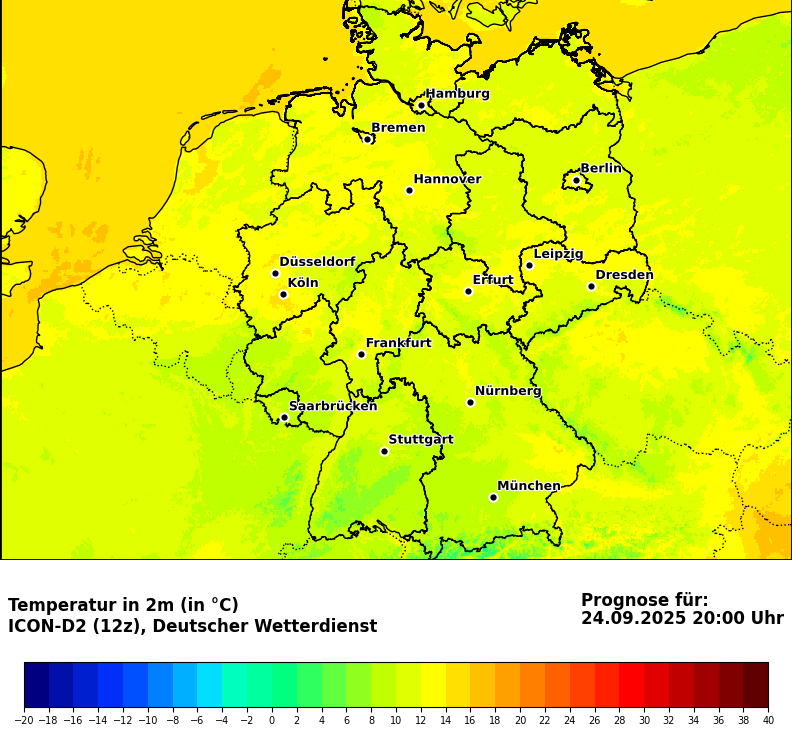 Hamburg
Bremen
Berlin
Hannover
Leipzig
Düsseldorf
Dresden
Köln
Erfurt
Frankfurt
Nürnberg
Saarbrücken
Stuttgart
München
Temperatur in 2m (in °C)
ICON-D2 (12z), Deutscher Wetterdienst
Prognose für:
24.09.2025 20:00 Uhr
−20 −18 −16 −14 −12 −10 −8 −6 −4 −2 0 2 4 6 8 10 12 14 16 18 20 22 24 26 28 30 32 34 36 38 40